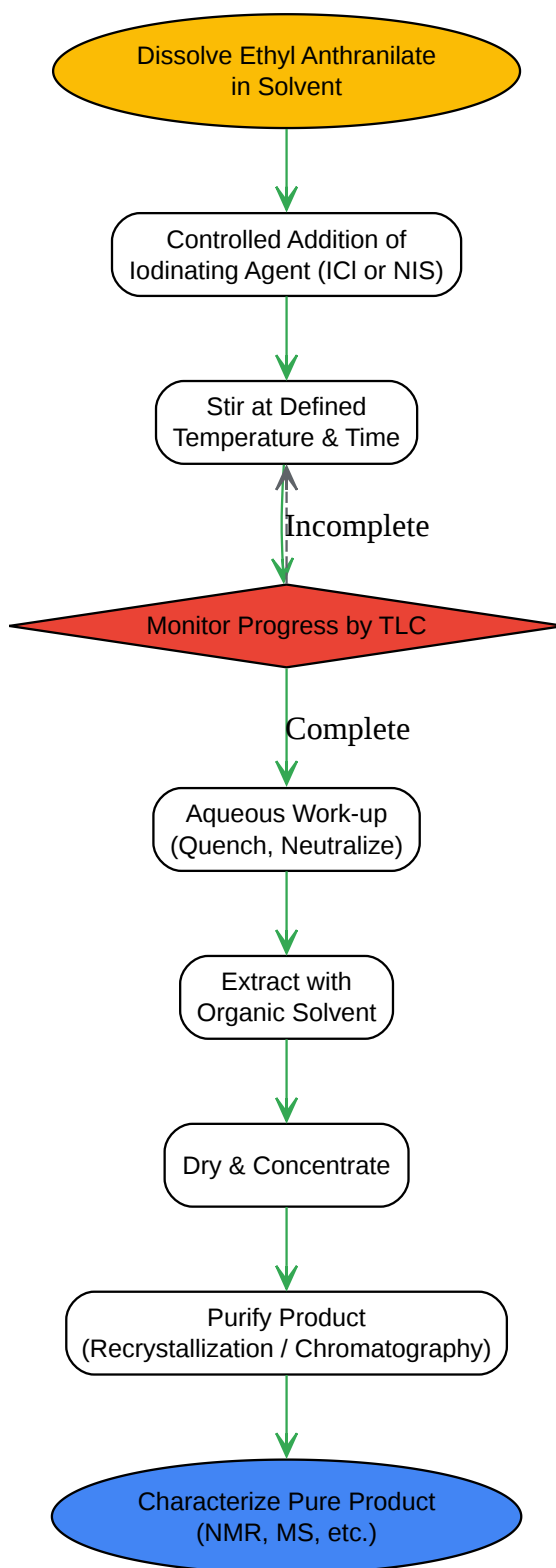 Dissolve Ethyl Anthranilate
in Solvent
Controlled Addition of
Iodinating Agent (ICl or NIS)
Stir at Defined
Temperature & Time
Incomplete
Monitor Progress by TLC
Complete
Aqueous Work-up
(Quench, Neutralize)
Extract with
Organic Solvent
Dry & Concentrate
Purify Product
(Recrystallization / Chromatography)
Characterize Pure Product
(NMR, MS, etc.)